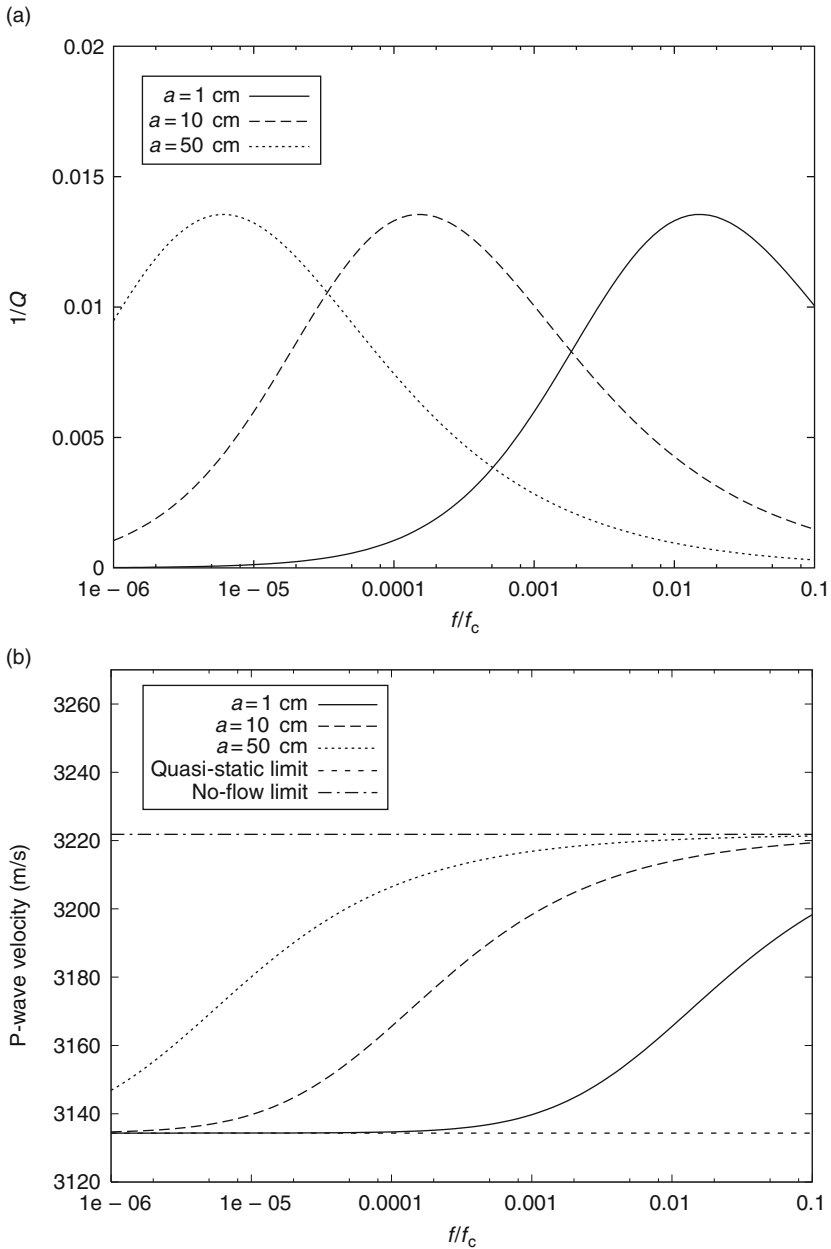 (a)
0.02
0.015
0.01
0.005
0
1/Q
a = 1 cm
a = 10 cm
a = 50 cm
1e − 06
1e − 05
0.0001
0.001
0.01
0.1
f/fc
(b)
3260
3240
3220
3200
3180
3160
3140
3120
P-wave velocity (m/s)
a = 1 cm
a = 10 cm
a = 50 cm
Quasi-static limit
No-flow limit
1e − 06
1e − 05
0.0001
0.001
0.01
0.1
f/fc